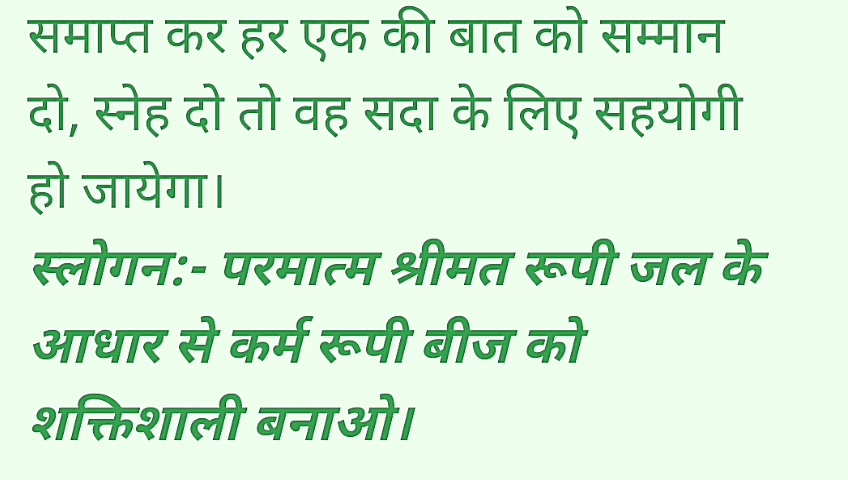 समाप्त कर हर एक की बात को सम्मान
दो, स्नेह दो तो वह सदा के लिए सहयोगी
हो जायेगा।
स्लोगन:- परमात्म श्रीमत रूपी जल के
आधार से कर्म रूपी बीज को
शक्तिशाली बनाओ।